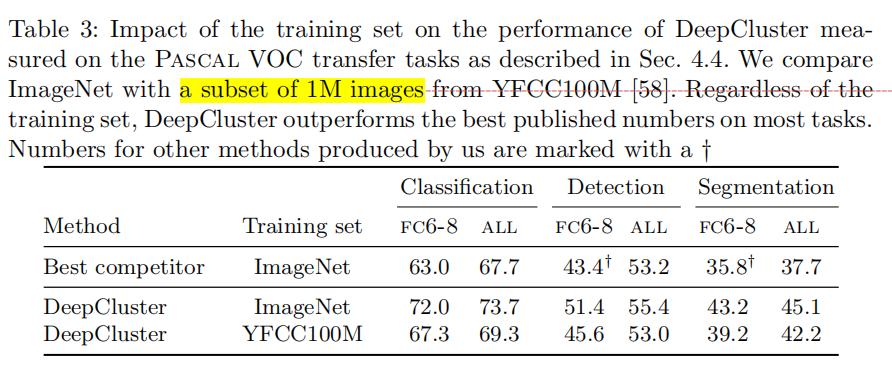 Table 3: Impact of the training set on the performance of DeepCluster mea-
sured on the PASCAL VOC transfer tasks as described in Sec. 4.4. We compare
ImageNet with a subset of 1M images from YFCC100M [58]. Regardless of the
training set, DeepCluster outperforms the best published numbers on most tasks.
Numbers for other methods produced by us are marked with a †
Classification Detection Segmentation
Method Training set FC6-8 ALL FC6-8 ALL FC6-8 ALL
Best competitor ImageNet 63.0 67.7 43.4† 53.2 35.8† 37.7
DeepCluster ImageNet 72.0 73.7 51.4 55.4 43.2 45.1
DeepCluster YFCC100M 67.3 69.3 45.6 53.0 39.2 42.2